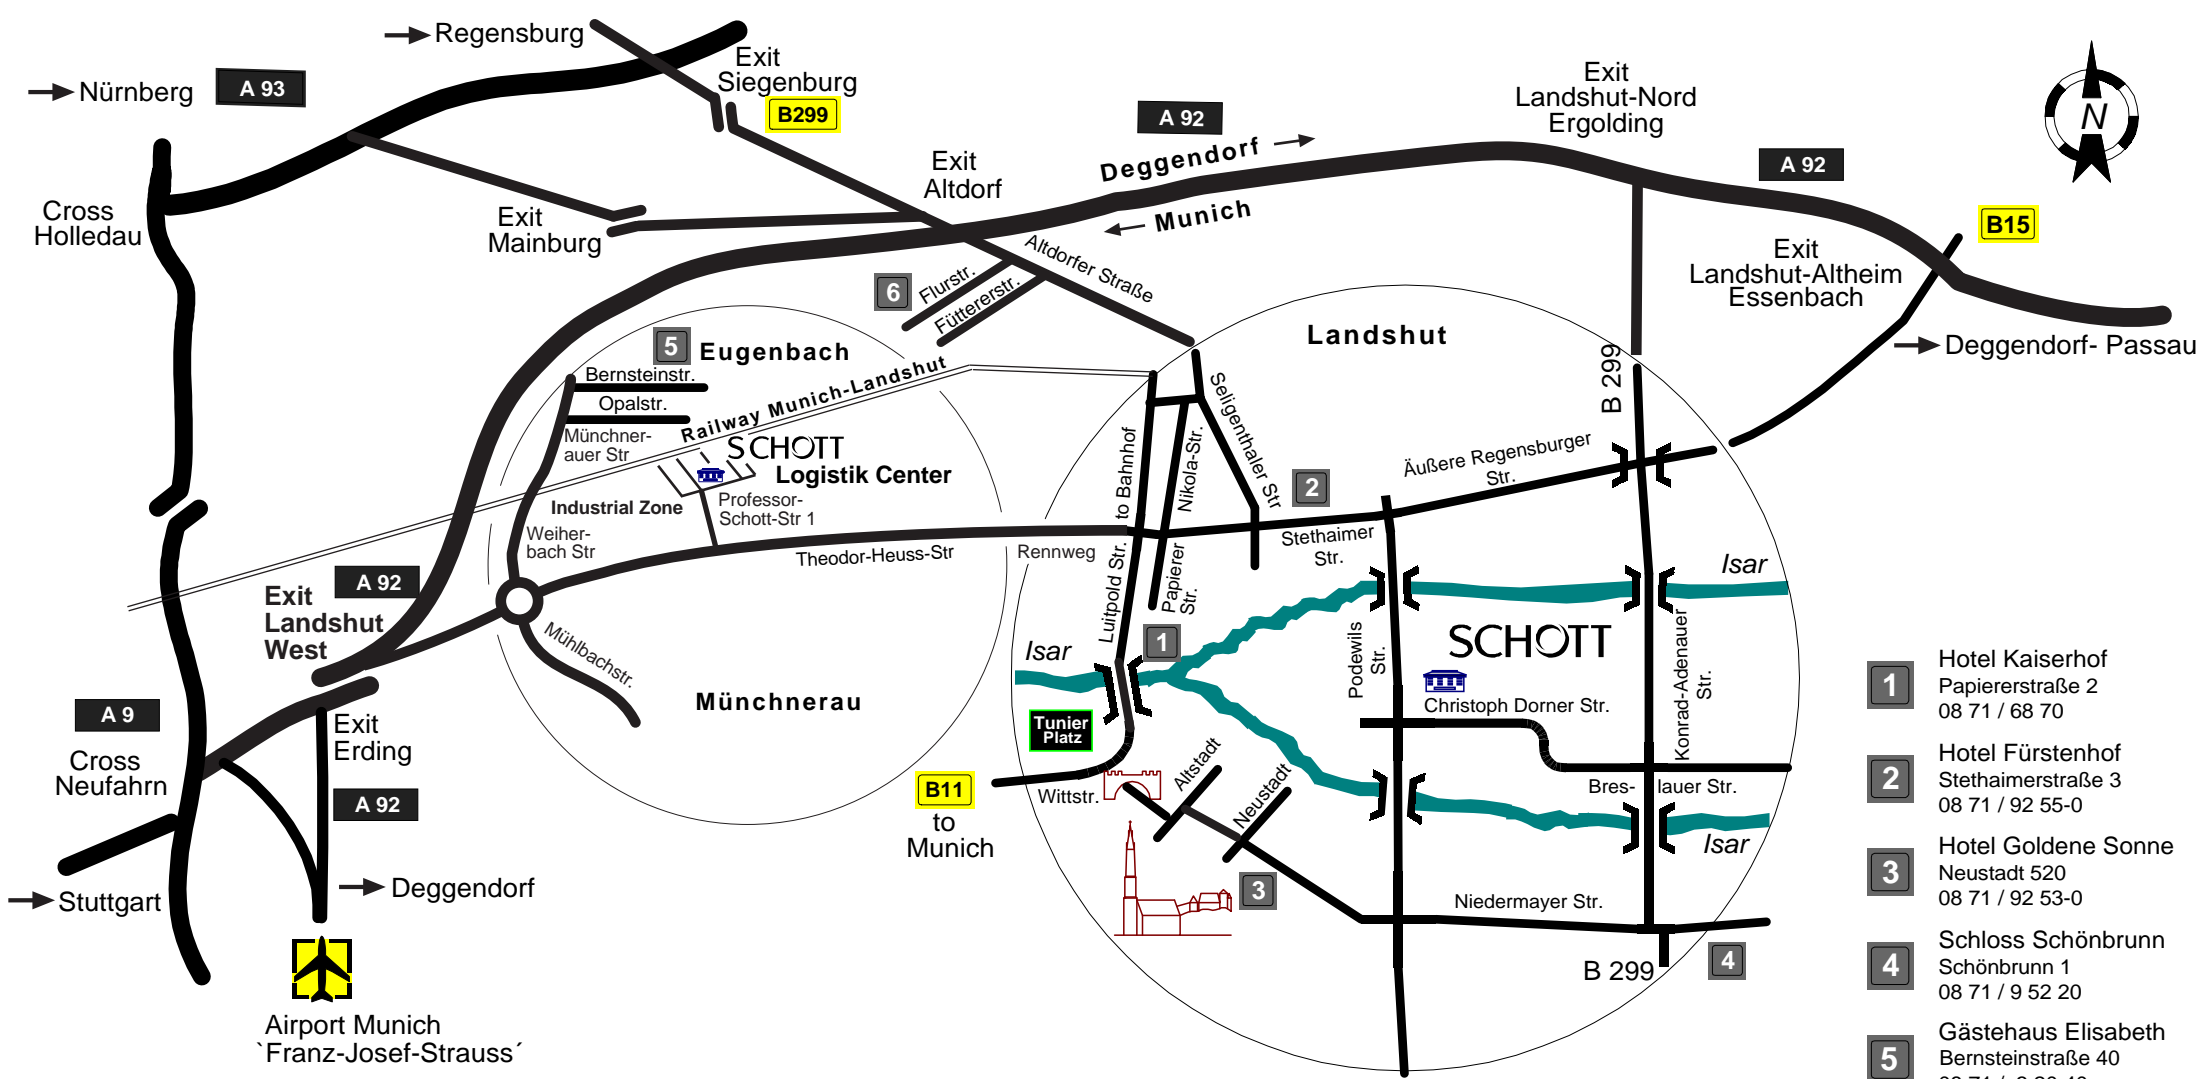 Regensburg
Nürnberg
A 93
Exit
Siegenburg
B299
A 92
Exit
Landshut-Nord
Ergolding
N
Deggendorf
Munich
A 92
Exit
Altdorf
Exit
Mainburg
Cross
Holledau
B15
Exit
Landshut-Altheim
Essenbach
Deggendorf- Passau
Altdorfer Straße
6
Flurstr.
Füttererstr.
Landshut
5
Eugenbach
Bernsteinstr.
Opalstr.
Münchner-
auer Str
Railway Munich-Landshut
SCHOTT
Logistik Center
Industrial Zone
Professor-
Schott-Str 1
Weiher-
bach Str
Theodor-Heuss-Str
Rennweg
to Bahnhof
Nikola-Str.
Seligenthaler Str
2
B 299
Äußere Regensburger
Str.
Stethaimer
Str.
Luitpold Str.
Papierer
Str.
1
Isar
Isar
A 92
Exit
Landshut
West
Mühlbachstr.
Münchnerau
Podewils
Str.
SCHOTT
Christoph Dorner Str.
Konrad-Adenauer
Str.
Bres-
lauer Str.
Isar
Tunier
Platz
A 9
Cross
Neufahrn
Exit
Erding
A 92
B11
to
Munich
Wittstr.
Altstadt
Neustadt
3
Niedermayer Str.
4
B 299
Stuttgart
Deggendorf
Airport Munich
`Franz-Josef-Strauss´
1
Hotel Kaiserhof
Papiererstraße 2
08 71 / 68 70
2
Hotel Fürstenhof
Stethaimerstraße 3
08 71 / 92 55-0
3
Hotel Goldene Sonne
Neustadt 520
08 71 / 92 53-0
4
Schloss Schönbrunn
Schönbrunn 1
08 71 / 9 52 20
5
Gästehaus Elisabeth
Bernsteinstraße 40